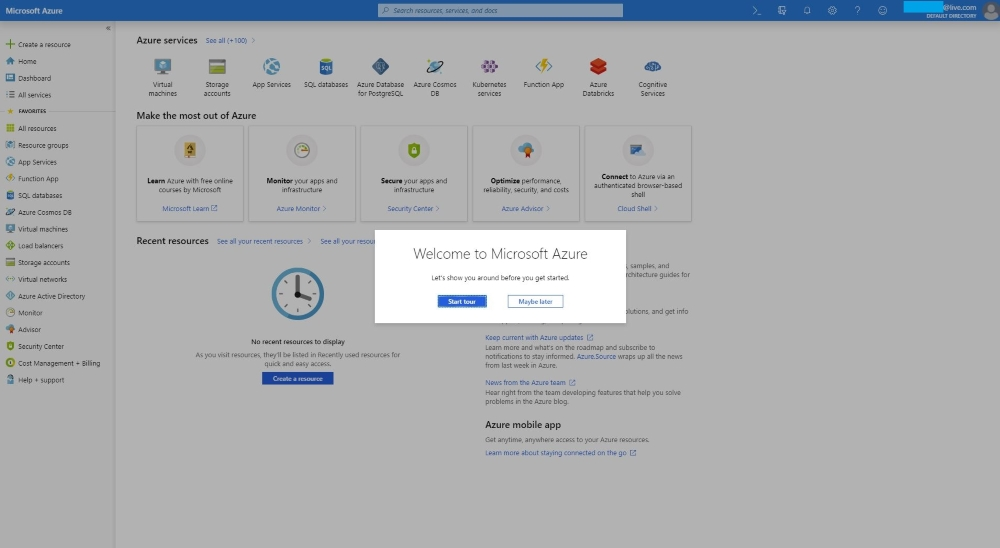 Microsoft Azure
Search resources, services, and docs
@live.com
DEFAULT DIRECTORY
Create a resource
Home
Dashboard
All services
FAVORITES
All resources
Resource groups
App Services
Function App
SQL databases
Azure Cosmos DB
Virtual machines
Load balancers
Storage accounts
Virtual networks
Azure Active Directory
Monitor
Advisor
Security Center
Cost Management + Billing
Help + support
Azure services
See all (+100)
Virtual
machines
Storage
accounts
App Services
SQL
SQL databases
Azure Database
for PostgreSQL
Azure Cosmos
DB
Kubernetes
services
Function App
Azure
Databricks
Cognitive
Services
Make the most out of Azure
Learn Azure with free online
courses by Microsoft
Microsoft Learn
Monitor your apps and
infrastructure
Azure Monitor
Secure your apps and
infrastructure
Security Center
Optimize performance,
reliability, security, and costs
Azure Advisor
Connect to Azure via an
authenticated browser-based
shell
Cloud Shell
Recent resources
See all your recent resources
See all your resou
No recent resources to display
As you visit resources, they'll be listed in Recently used resources for
quick and easy access.
Create a resource
Welcome to Microsoft Azure
Let's show you around before you get started.
Start tour
Maybe later
, samples, and
rchitecture guides for
olutions, and get into
Keep current with Azure updates
Learn more and what's on the roadmap and subscribe to
notifications to stay informed. Azure.Source wraps up all the news
from last week in Azure.
News from the Azure team
Hear right from the team developing features that help you solve
problems in the Azure blog.
Azure mobile app
Get anytime, anywhere access to your Azure resources.
Learn more about staying connected on the go